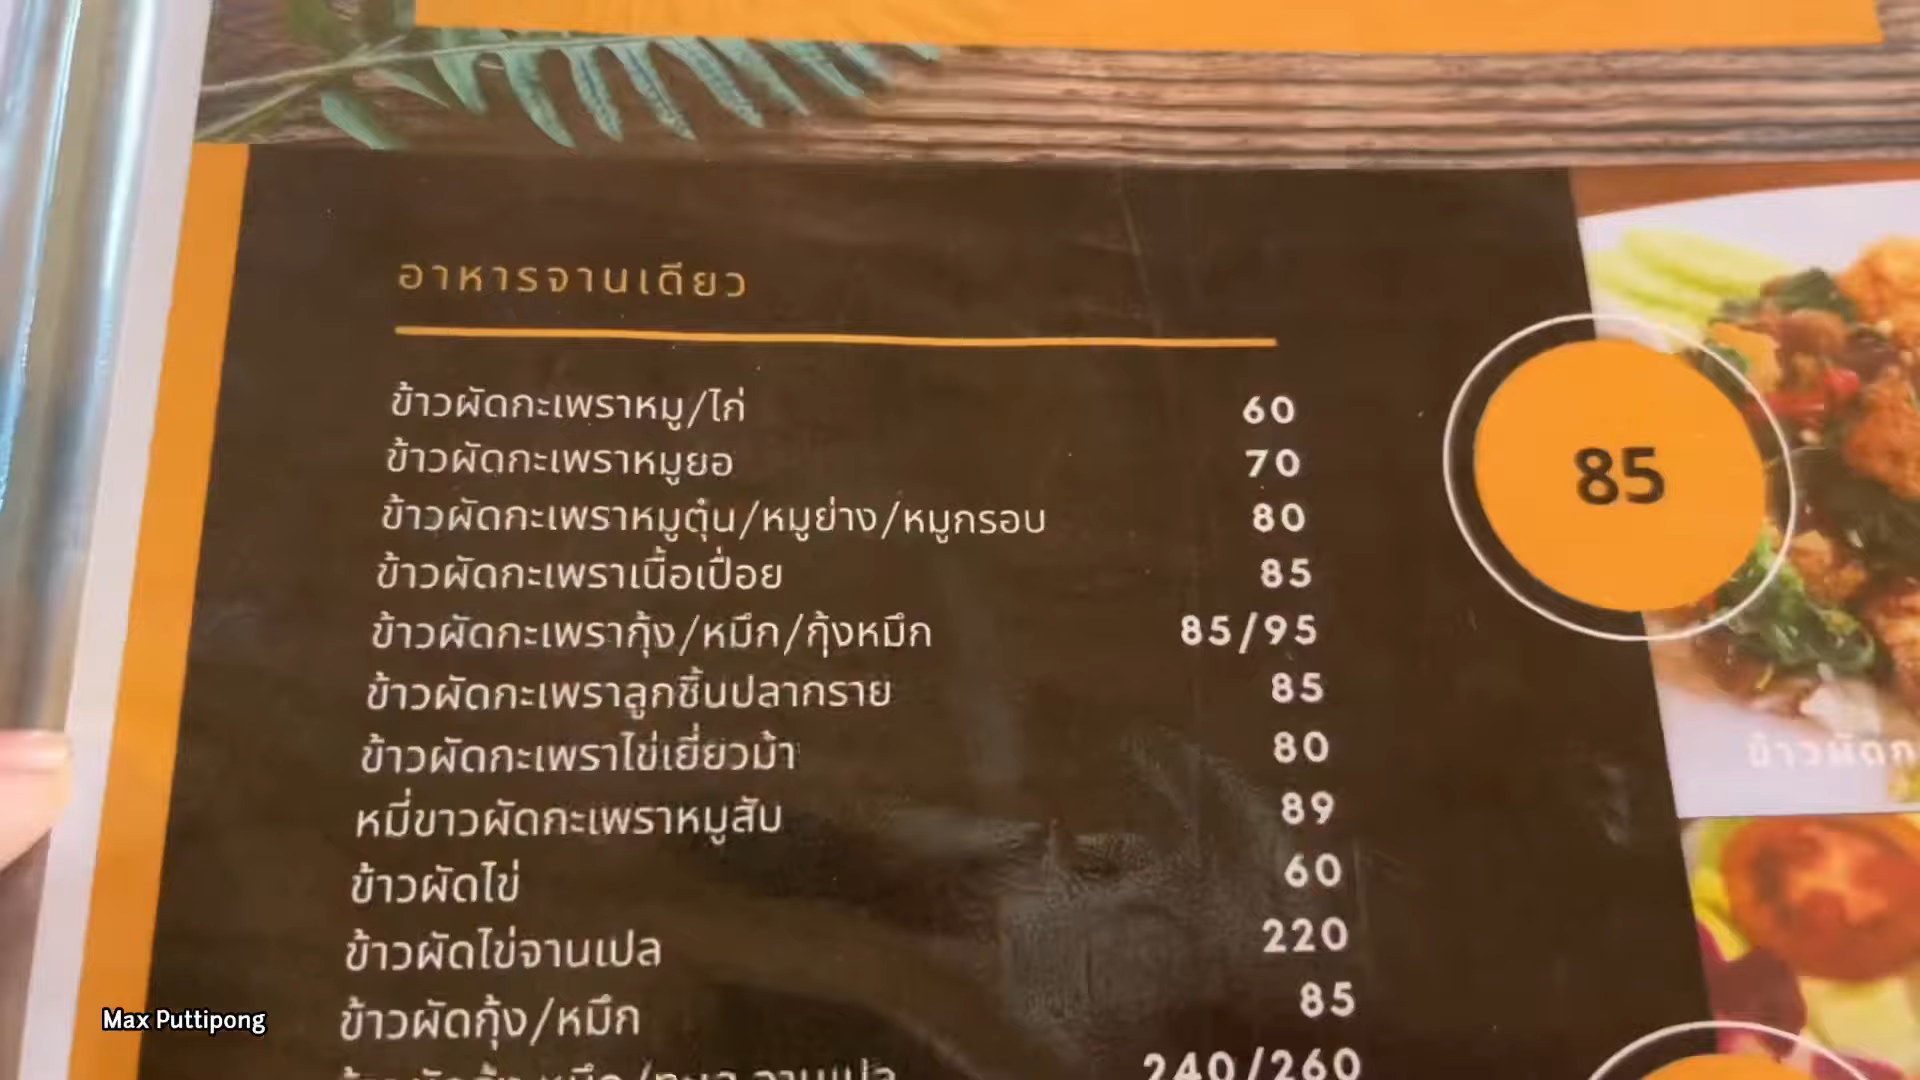 อาหารจานเดียว
ข้าวผัดกะเพราหมู/ไก่ 60
ข้าวผัดกะเพราหมูยอ 70
ข้าวผัดกะเพราหมูตุ๋น/หมูย่าง/หมูกรอบ 80
ข้าวผัดกะเพราเนื้อเปื่อย 85
ข้าวผัดกะเพรากุ้ง/หมึก/กุ้งหมึก 85/95
ข้าวผัดกะเพราลูกชิ้นปลากราย 85
ข้าวผัดกะเพราไข่เยี่ยวม้า 80
หมี่ขาวผัดกะเพราหมูสับ 89
ข้าวผัดไข่ 60
ข้าวผัดไข่จานเปล 220
ข้าวผัดกุ้ง/หมึก 85
240/260
85
Max Puttipong